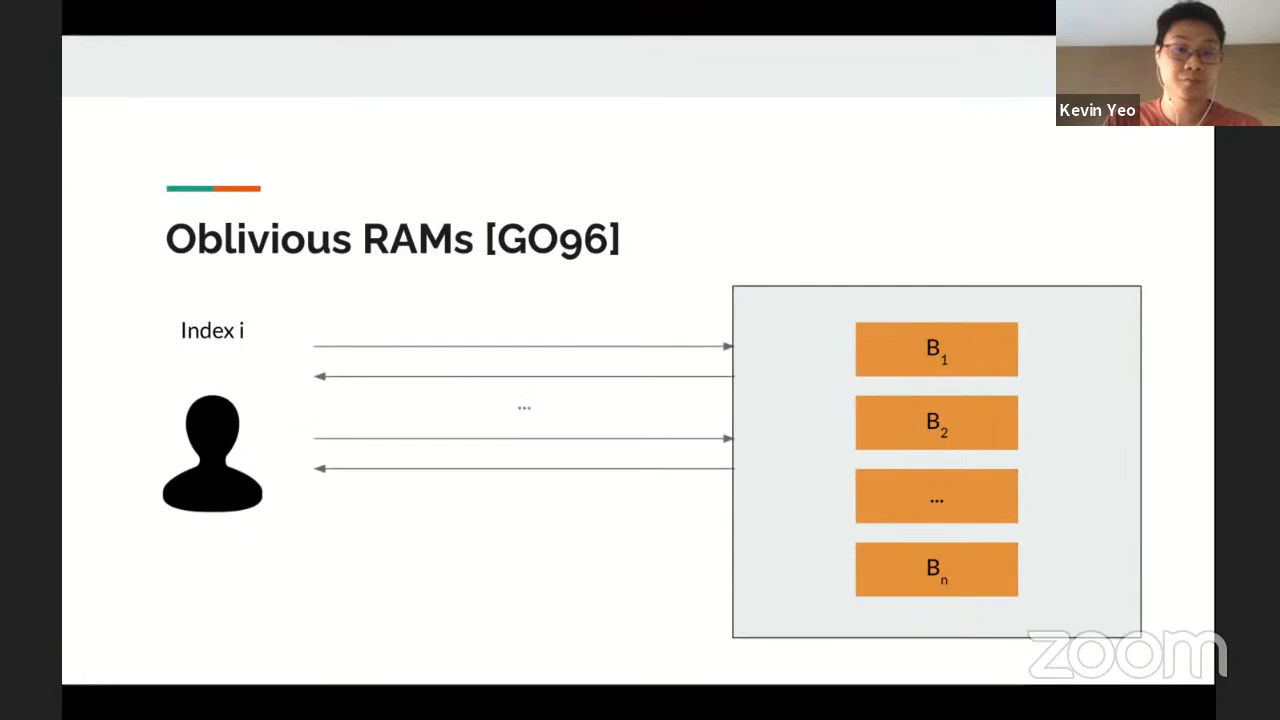 Kevin Yeo
Oblivious RAMs [GO96]
Index i
...
B1
B2
...
Bn
zoom